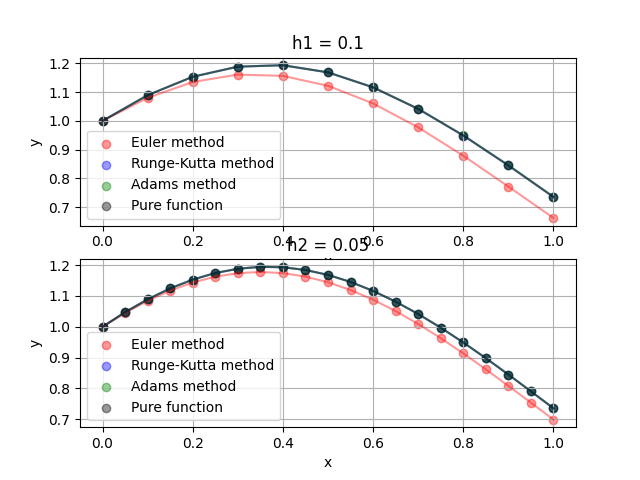 h1 = 0.1
1.2
1.1
1.0
0.9
0.8
0.7
y
Euler method
Runge-Kutta method
Adams method
Pure function
0.0 0.2 0.4 0.6 0.8 1.0
h2 = 0.05
1.2
1.1
1.0
0.9
0.8
0.7
y
Euler method
Runge-Kutta method
Adams method
Pure function
0.0 0.2 0.4 0.6 0.8 1.0
x